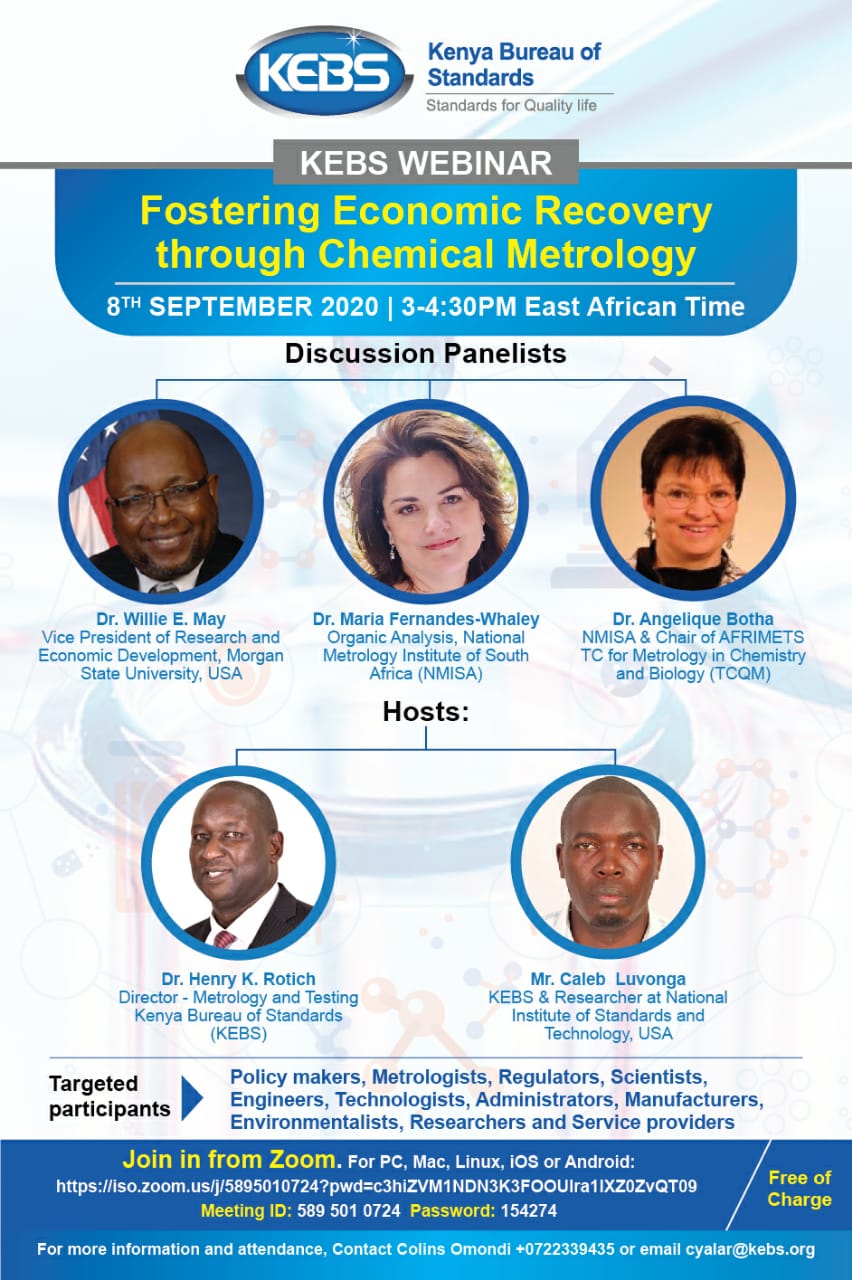 KEBS
Kenya Bureau of
Standards
Standards for Quality life
KEBS WEBINAR
Fostering Economic Recovery
through Chemical Metrology
8TH SEPTEMBER 2020 | 3-4:30PM East African Time
Discussion Panelists
Dr. Willie E. May
Vice President of Research and
Economic Development, Morgan
State University, USA
Dr. Maria Fernandes-Whaley
Organic Analysis, National
Metrology Institute of South
Africa (NMISA)
Dr. Angelique Botha
NMISA & Chair of AFRIMETS
TC for Metrology in Chemistry
and Biology (TCQM)
Hosts:
Dr. Henry K. Rotich
Director - Metrology and Testing
Kenya Bureau of Standards
(KEBS)
Mr. Caleb Luvonga
KEBS & Researcher at National
Institute of Standards and
Technology, USA
Targeted
participants
Policy makers, Metrologists, Regulators, Scientists,
Engineers, Technologists, Administrators, Manufacturers,
Environmentalists, Researchers and Service providers
Join in from Zoom. For PC, Mac, Linux, iOS or Android:
https://iso.zoom.us/j/5895010724?pwd=c3hiZVM1NDN3K3FOOUIra1lXZ0ZvQT09
Meeting ID: 589 501 0724 Password: 154274
Free of
Charge
For more information and attendance, Contact Colins Omondi +0722339435 or email cyalar@kebs.org